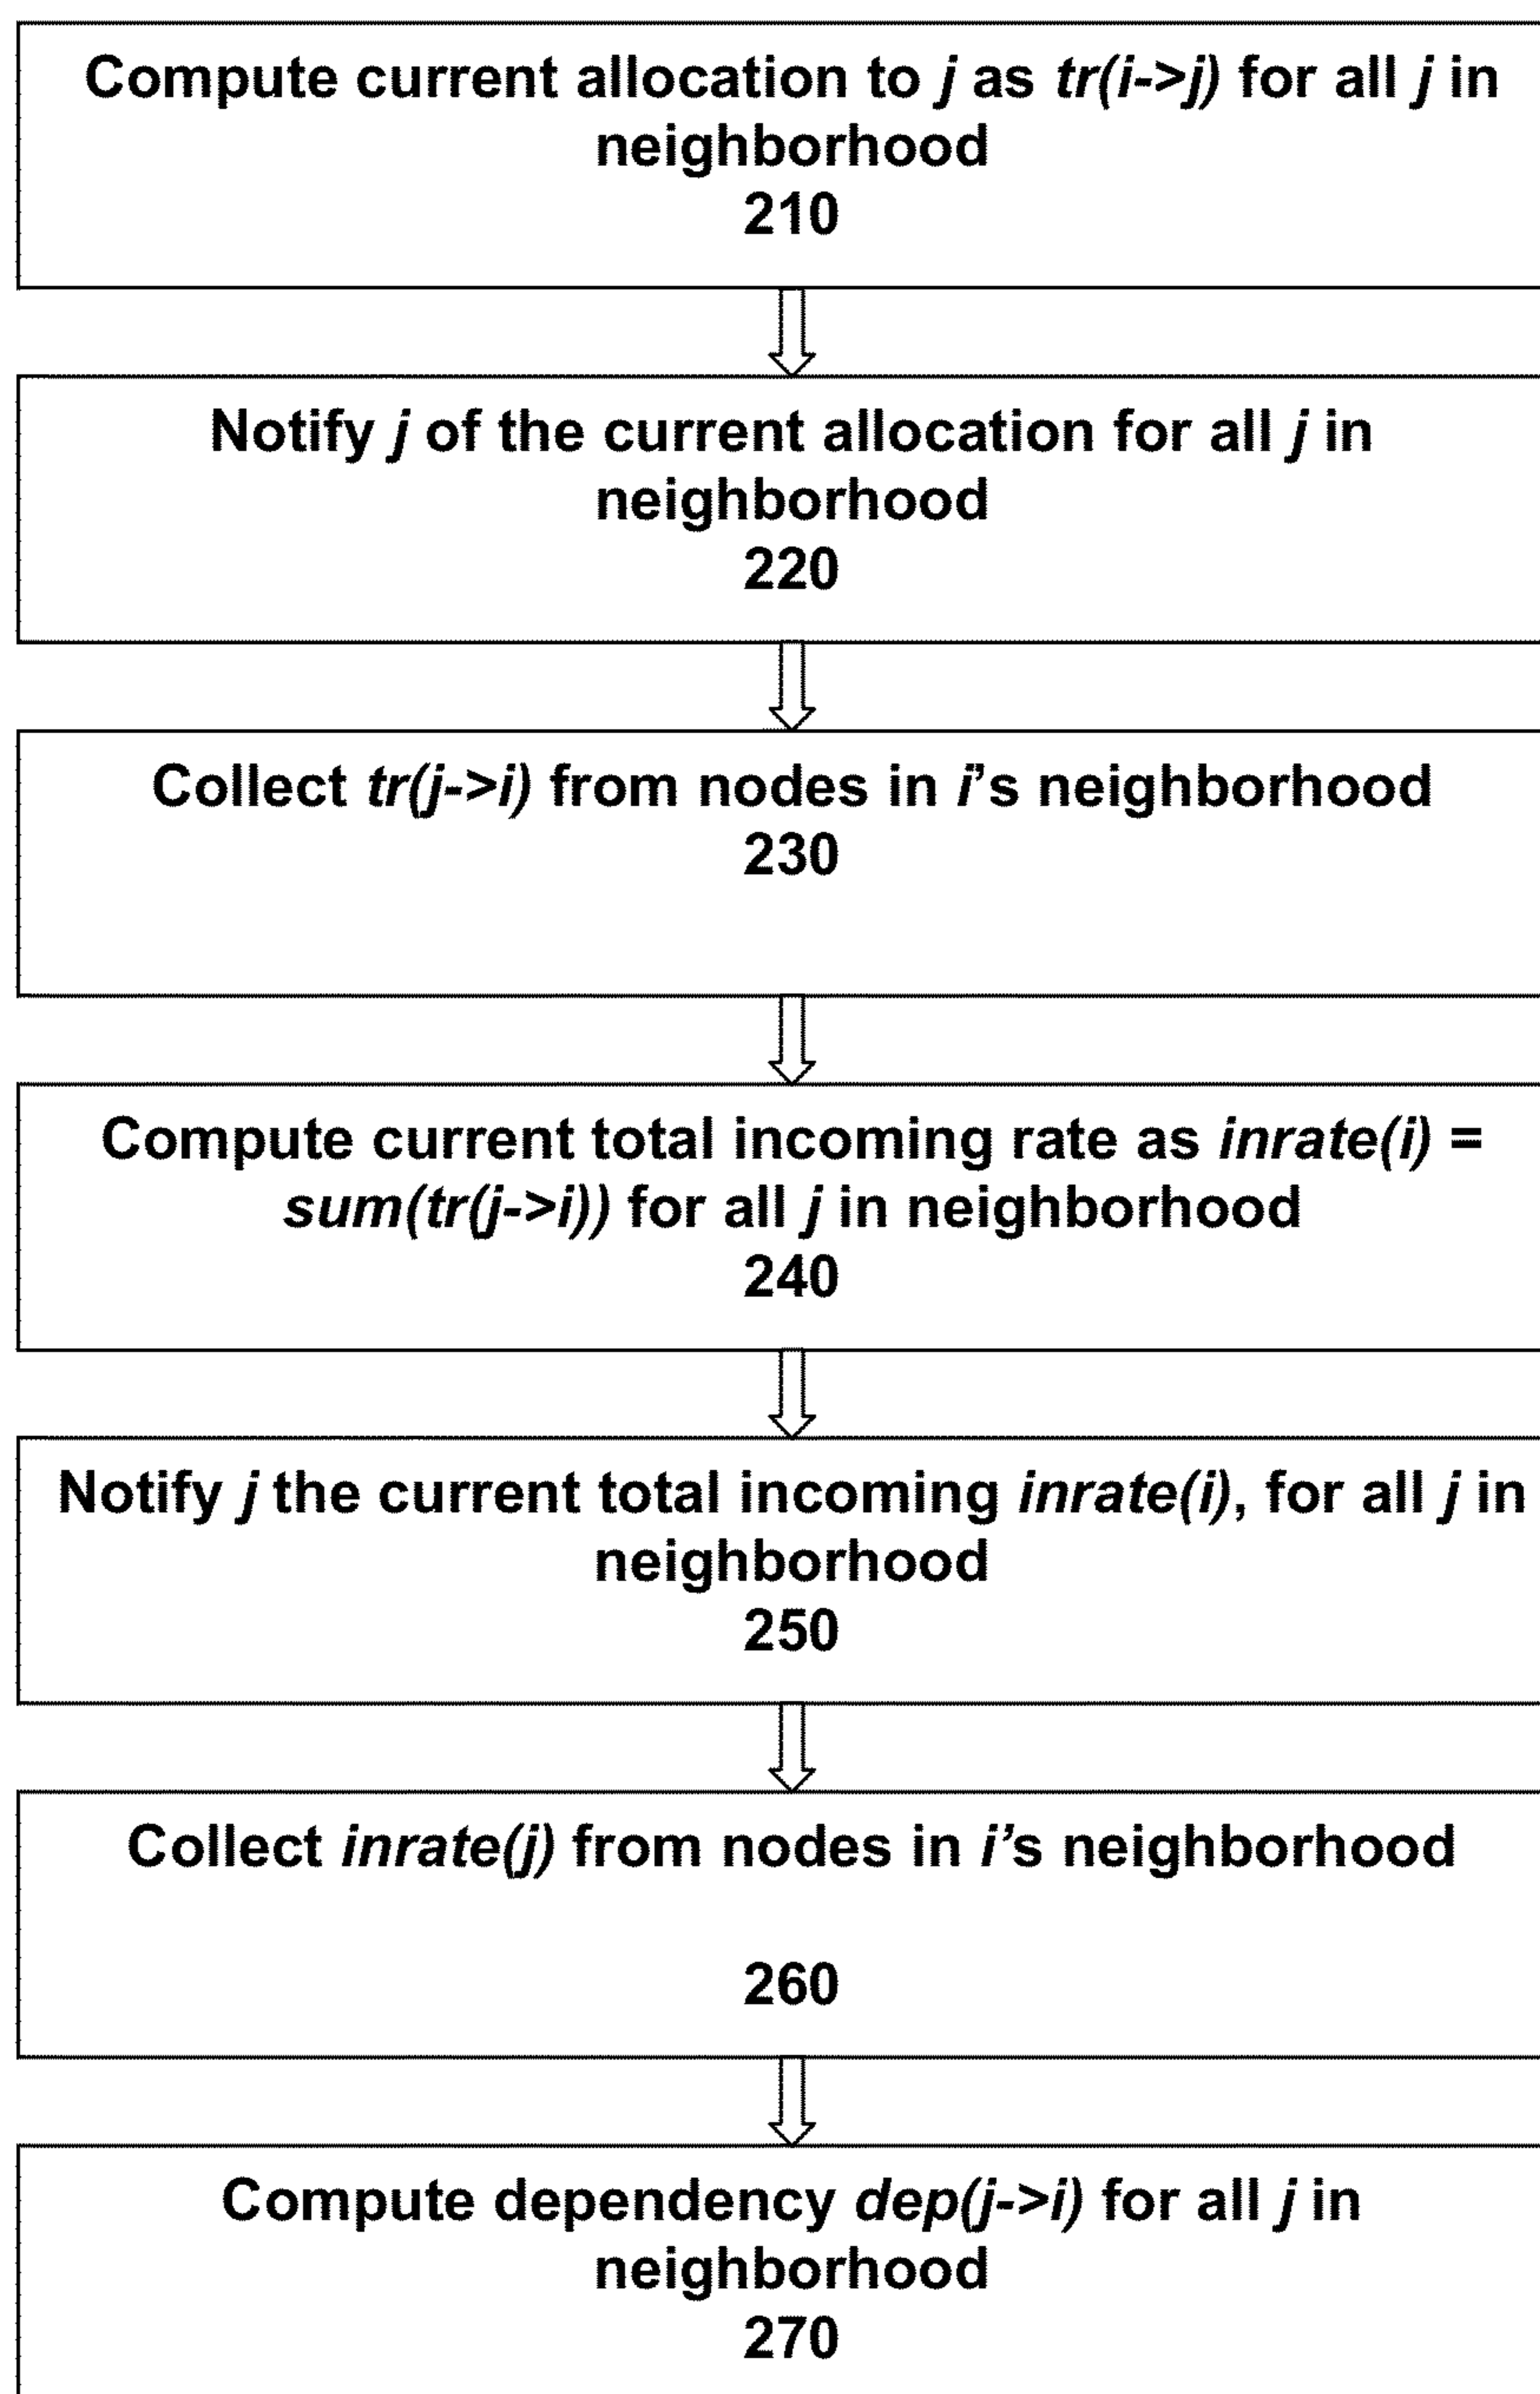 Compute current allocation to j as tr(i->j) for all j in
neighborhood
210
Notify j of the current allocation for all j in
neighborhood
220
Collect tr(j->i) from nodes in i's neighborhood
230
Compute current total incoming rate as inrate(i) =
sum(tr(j->i)) for all j in neighborhood
240
Notify j the current total incoming inrate(i), for all j in
neighborhood
250
Collect inrate(j) from nodes in i's neighborhood
260
Compute dependency dep(j->i) for all j in
neighborhood
270